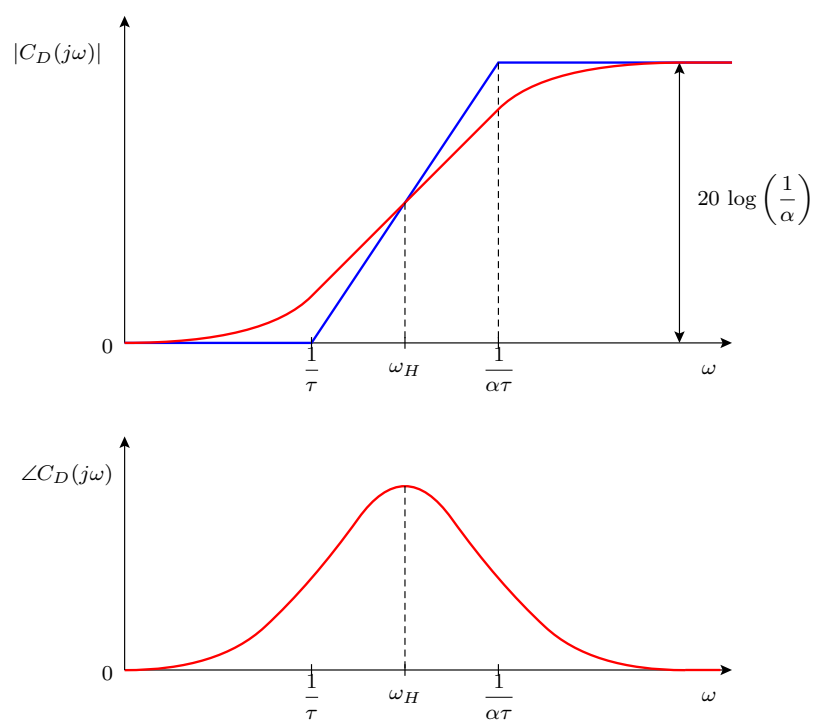 |C_D(jω)|
20 log(1/α)
0
1/τ
ω_H
1/ατ
ω
∠C_D(jω)
0
1/τ
ω_H
1/ατ
ω